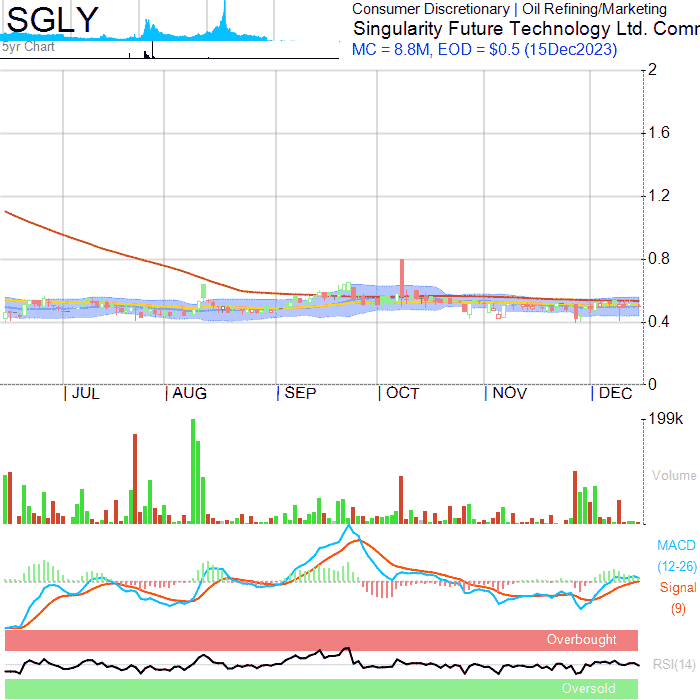 SGLY
Consumer Discretionary | Oil Refining/Marketing
Singularity Future Technology Ltd. Comm
5yr Chart
MC = 8.8M, EOD = $0.5 (15Dec2023)
2
1.6
1.2
0.8
0.4
0
JUL AUG SEP OCT NOV DEC
199k
Volume
MACD
(12-26)
Signal
(9)
Overbought
RSI(14)
Oversold